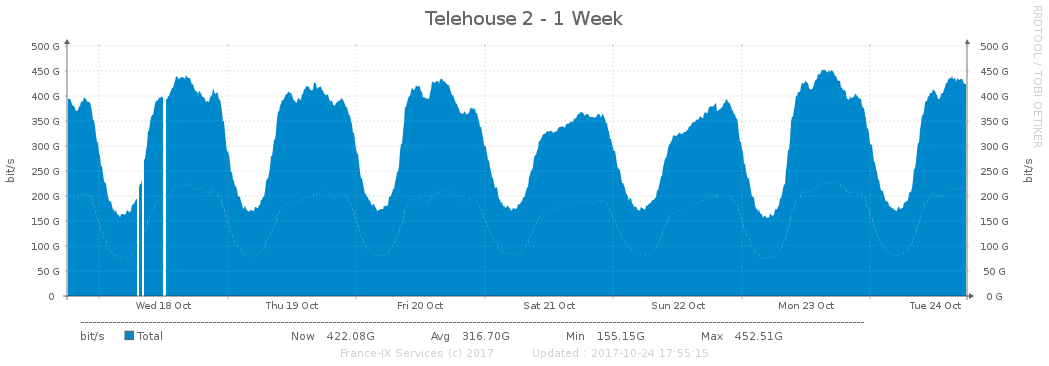 Telehouse 2 - 1 Week
RRDTOOL / TOBI OETIKER
500 G 500 G
450 G 450 G
400 G 400 G
350 G 350 G
300 G 300 G
250 G 250 G
200 G 200 G
150 G 150 G
100 G 100 G
50 G 50 G
0 0 G
bit/s bit/s
Wed 18 Oct Thu 19 Oct Fri 20 Oct Sat 21 Oct Sun 22 Oct Mon 23 Oct Tue 24 Oct
bit/s Total Now 422.08G Avg 316.70G Min 155.15G Max 452.51G
France-IX Services (c) 2017 Updated : 2017-10-24 17:55:15